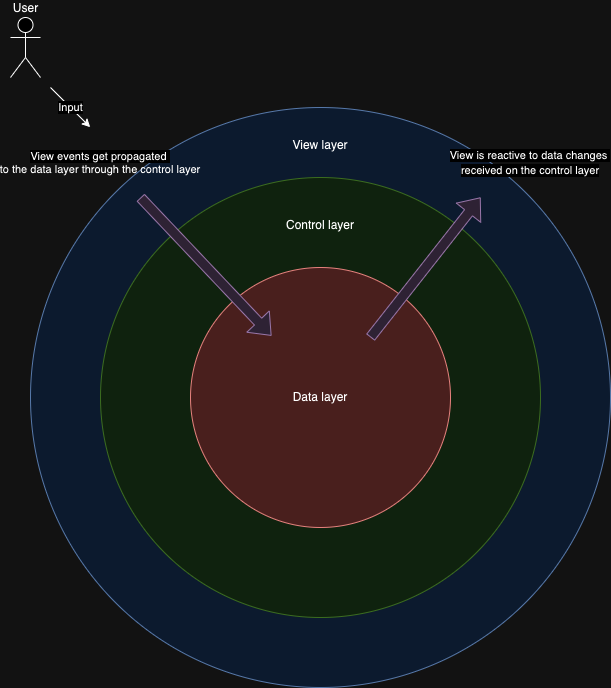 User
Input
View layer
View events get propagated
to the data layer through the control layer
View is reactive to data changes
received on the control layer
Control layer
Data layer